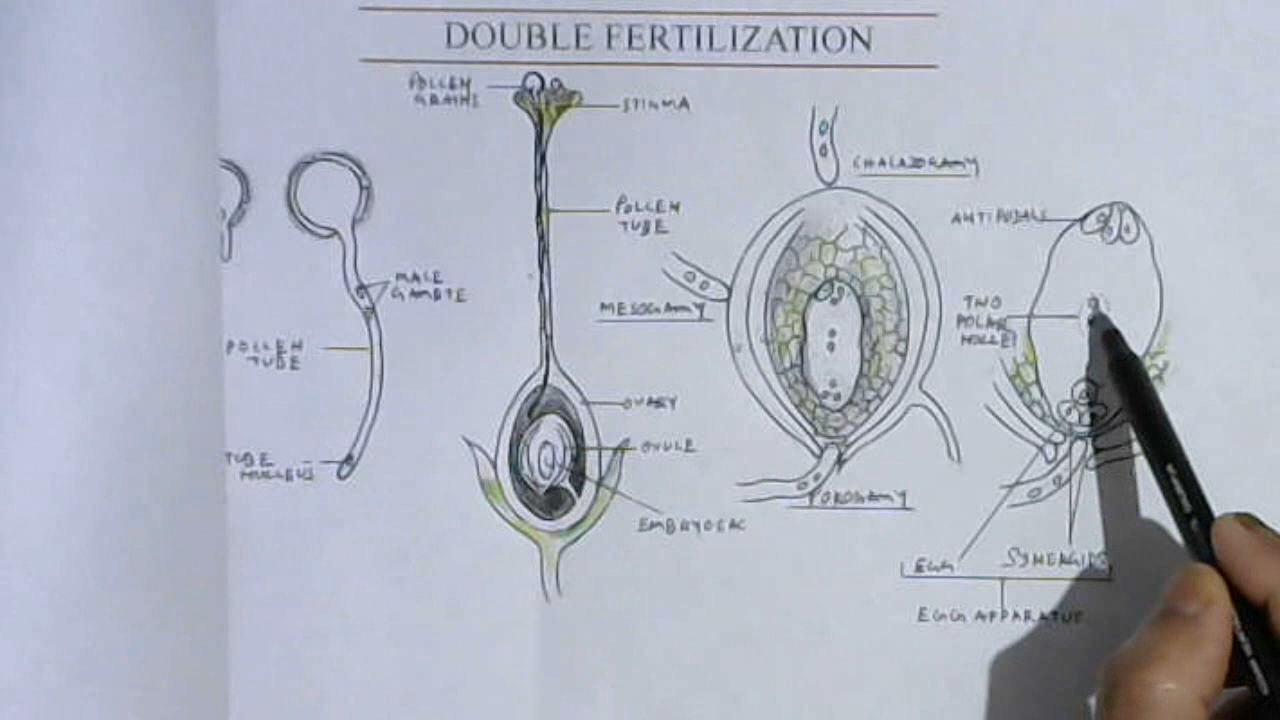 DOUBLE FERTILIZATION
POLLEN
GRAINS
STIGMA
CHALAZOGAMY
POLLEN
TUBE
ANTIPODALS
MALE
GAMETE
MESOGAMY
TWO
POLAR
NUCLEI
POLLEN
TUBE
OVARY
OVULE
TUBE
NUCLEUS
POROGAMY
EMBRYOSAC
EGG
SYNERGIDS
EGG APPARATUS